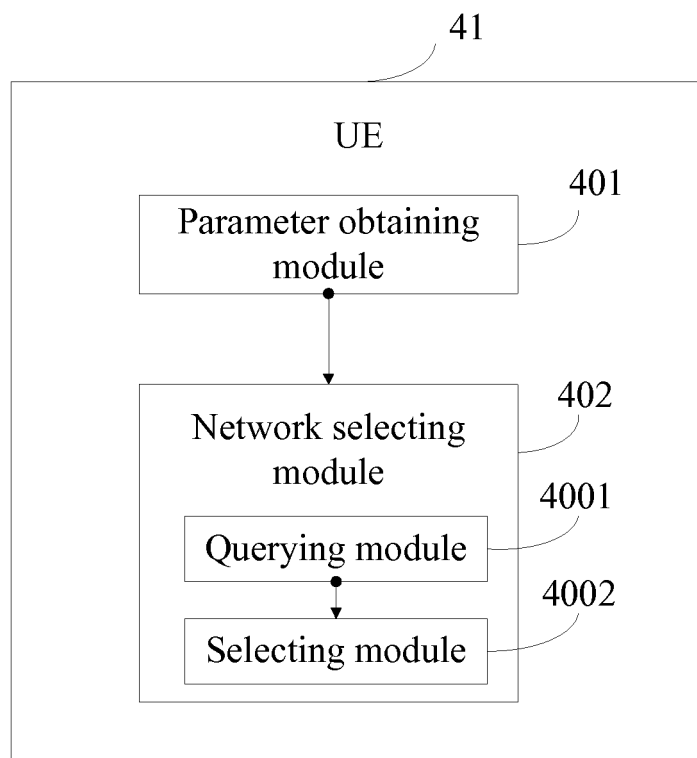 41
UE
401
Parameter obtaining
module
402
Network selecting
module
4001
Querying module
4002
Selecting module